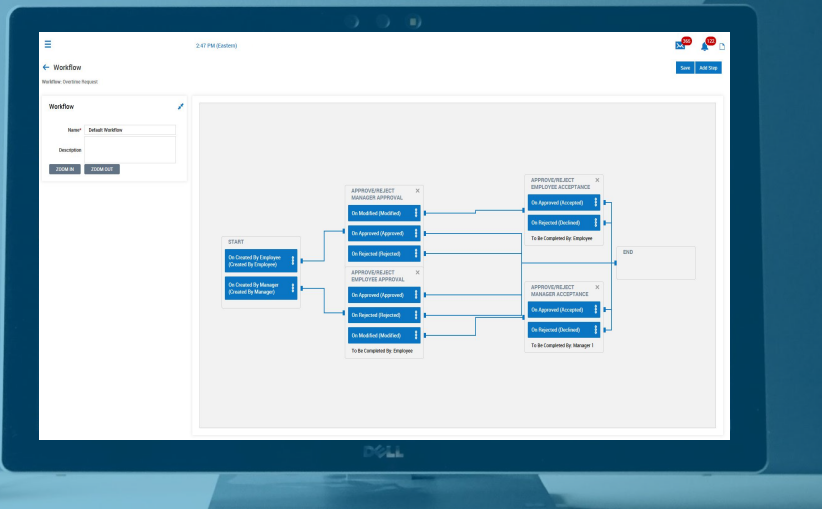 2:47 PM (Eastern)
265
122
Workflow
Save
Add Step
Workflow: Overtime Request
Workflow
Name* Default Workflow
Description
ZOOM IN
ZOOM OUT
START
On Created By Employee
(Created By Employee)
On Created By Manager
(Created By Manager)
APPROVE/REJECT
MANAGER APPROVAL
On Modified (Modified)
On Approved (Approved)
On Rejected (Rejected)
APPROVE/REJECT
EMPLOYEE APPROVAL
On Approved (Approved)
On Rejected (Rejected)
On Modified (Modified)
To Be Completed By: Employee
APPROVE/REJECT
EMPLOYEE ACCEPTANCE
On Approved (Accepted)
On Rejected (Declined)
To Be Completed By: Employee
APPROVE/REJECT
MANAGER ACCEPTANCE
On Approved (Accepted)
On Rejected (Declined)
To Be Completed By: Manager 1
END
DELL